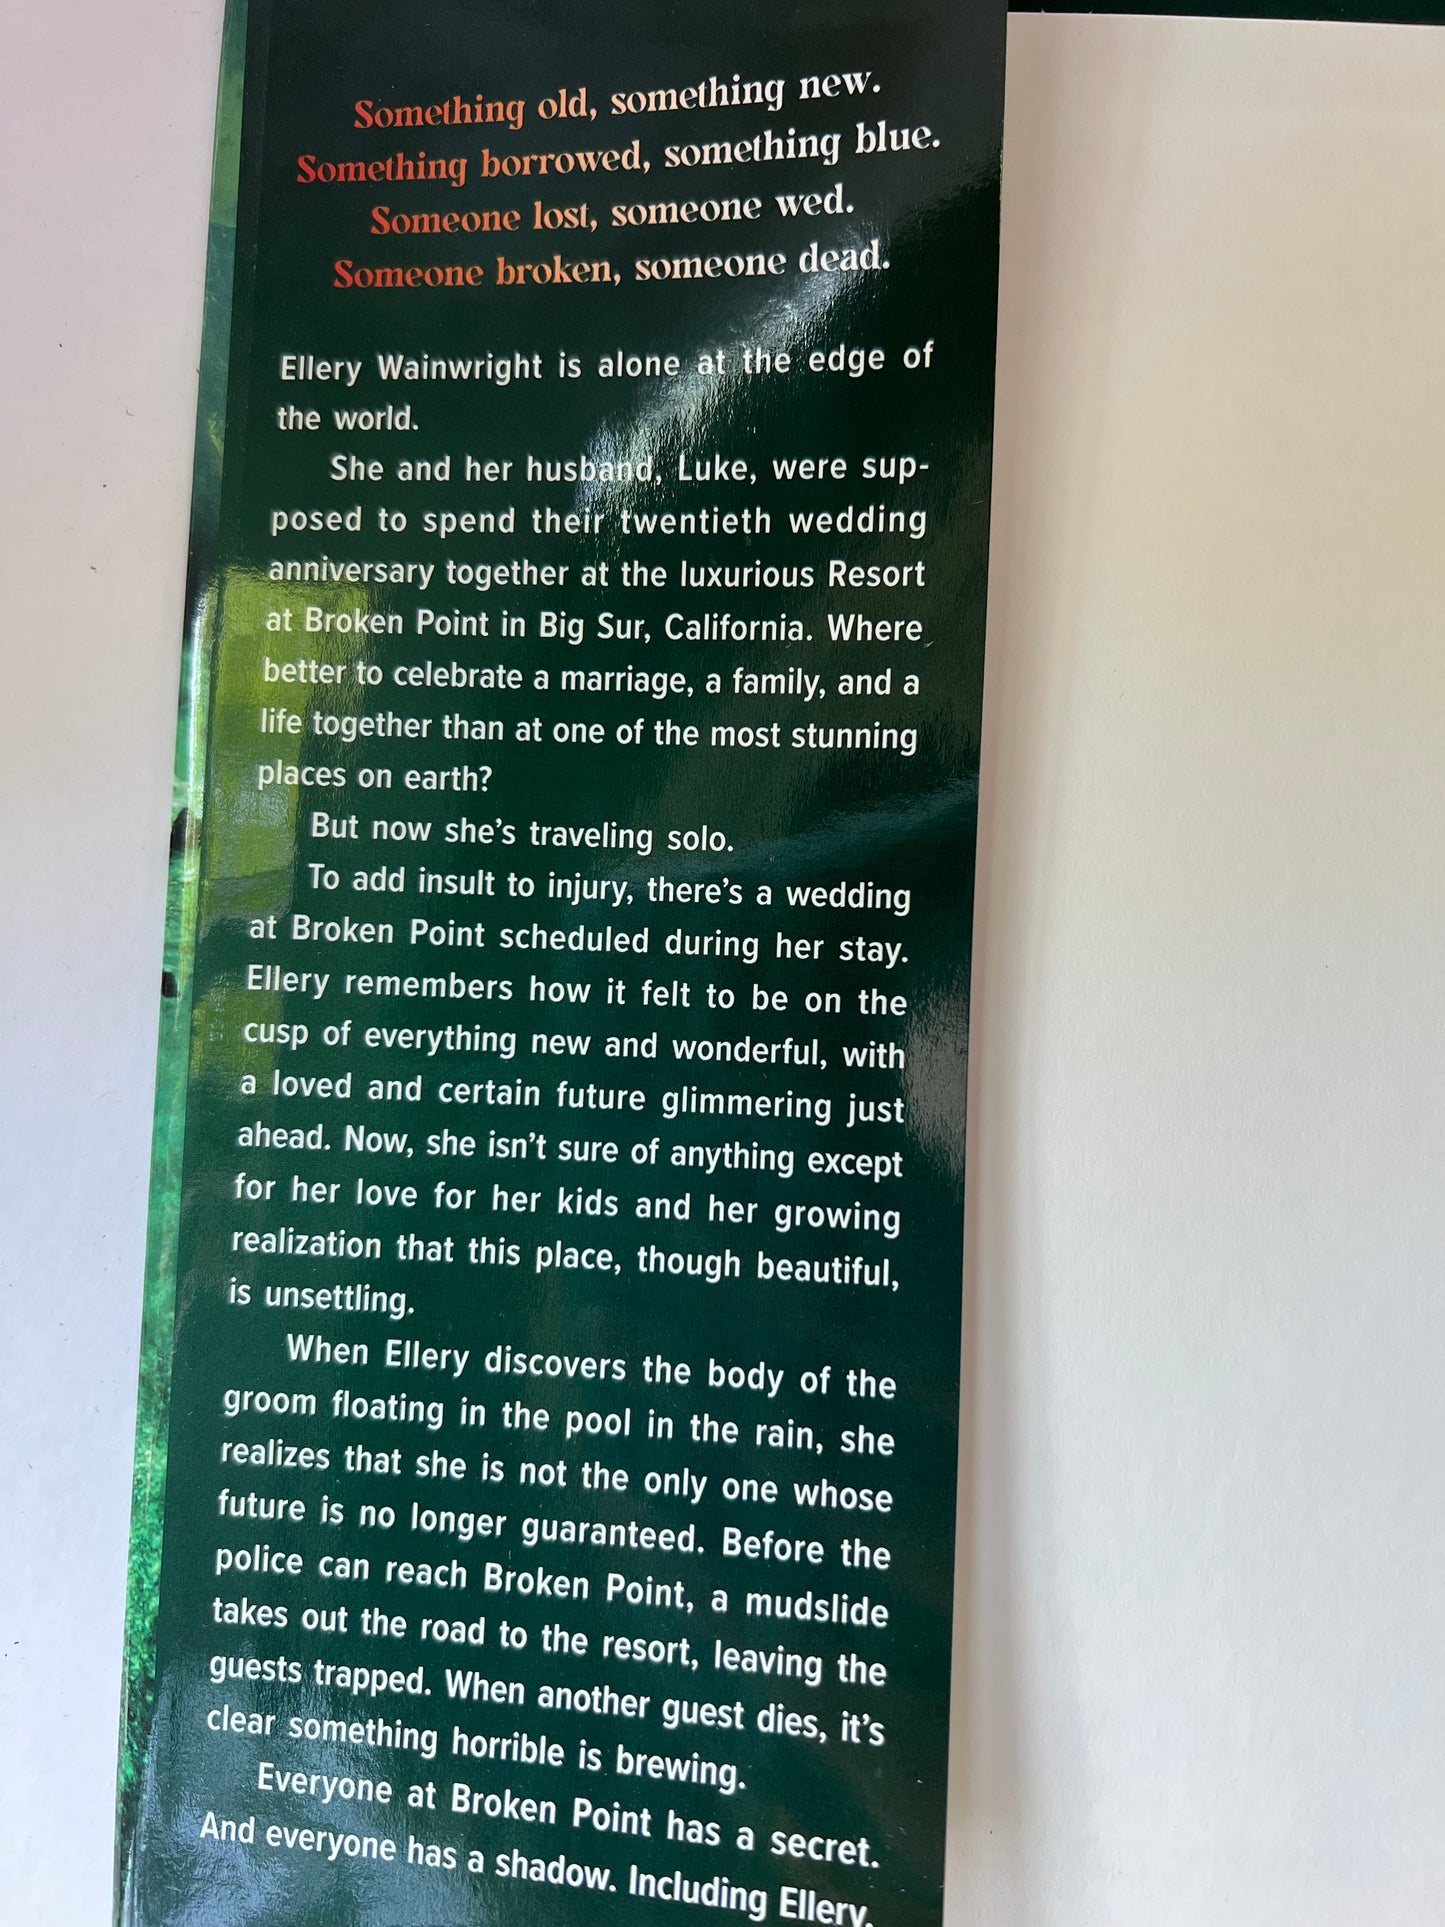 Something old, something new.
Something borrowed, something blue.
Someone lost, someone wed.
Someone broken, someone dead.
Ellery Wainwright is alone at the edge of
the world.
She and her husband, Luke, were sup-
posed to spend their twentieth wedding
anniversary together at the luxurious Resort
at Broken Point in Big Sur, California. Where
better to celebrate a marriage, a family, and a
life together than at one of the most stunning
places on earth?
But now she's traveling solo.
To add insult to injury, there's a wedding
at Broken Point scheduled during her stay.
Ellery remembers how it felt to be on the
cusp of everything new and wonderful, with
a loved and certain future glimmering just
ahead. Now, she isn't sure of anything except
for her love for her kids and her growing
realization that this place, though beautiful,
is unsettling.
When Ellery discovers the body of the
groom floating in the pool in the rain, she
realizes that she is not the only one whose
future is no longer guaranteed. Before the
police can reach Broken Point, a mudslide
takes out the road to the resort, leaving the
guests trapped. When another guest dies, it's
clear something horrible is brewing.
Everyone at Broken Point has a secret.
And everyone has a shadow. Including Ellery.